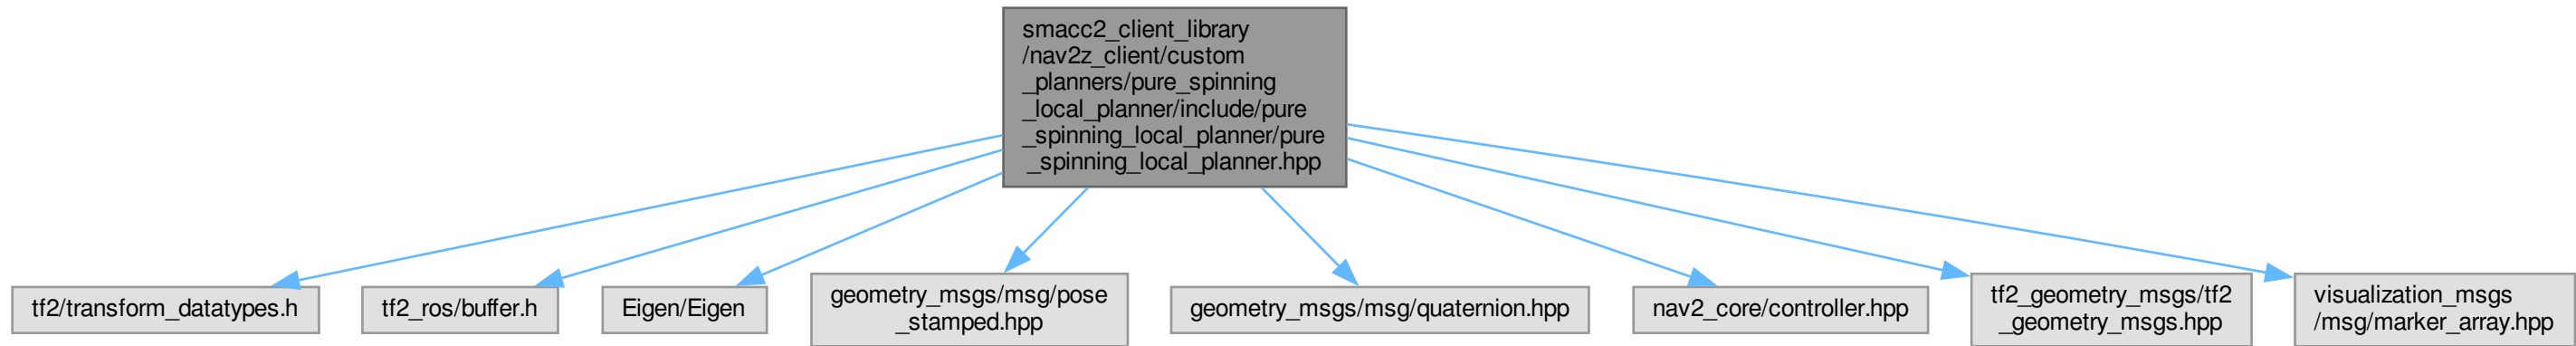 smacc2_client_library
/nav2z_client/custom
_planners/pure_spinning
_local_planner/include/pure
_spinning_local_planner/pure
_spinning_local_planner.hpp
tf2/transform_datatypes.h
tf2_ros/buffer.h
Eigen/Eigen
geometry_msgs/msg/pose
_stamped.hpp
geometry_msgs/msg/quaternion.hpp
nav2_core/controller.hpp
tf2_geometry_msgs/tf2
_geometry_msgs.hpp
visualization_msgs
/msg/marker_array.hpp